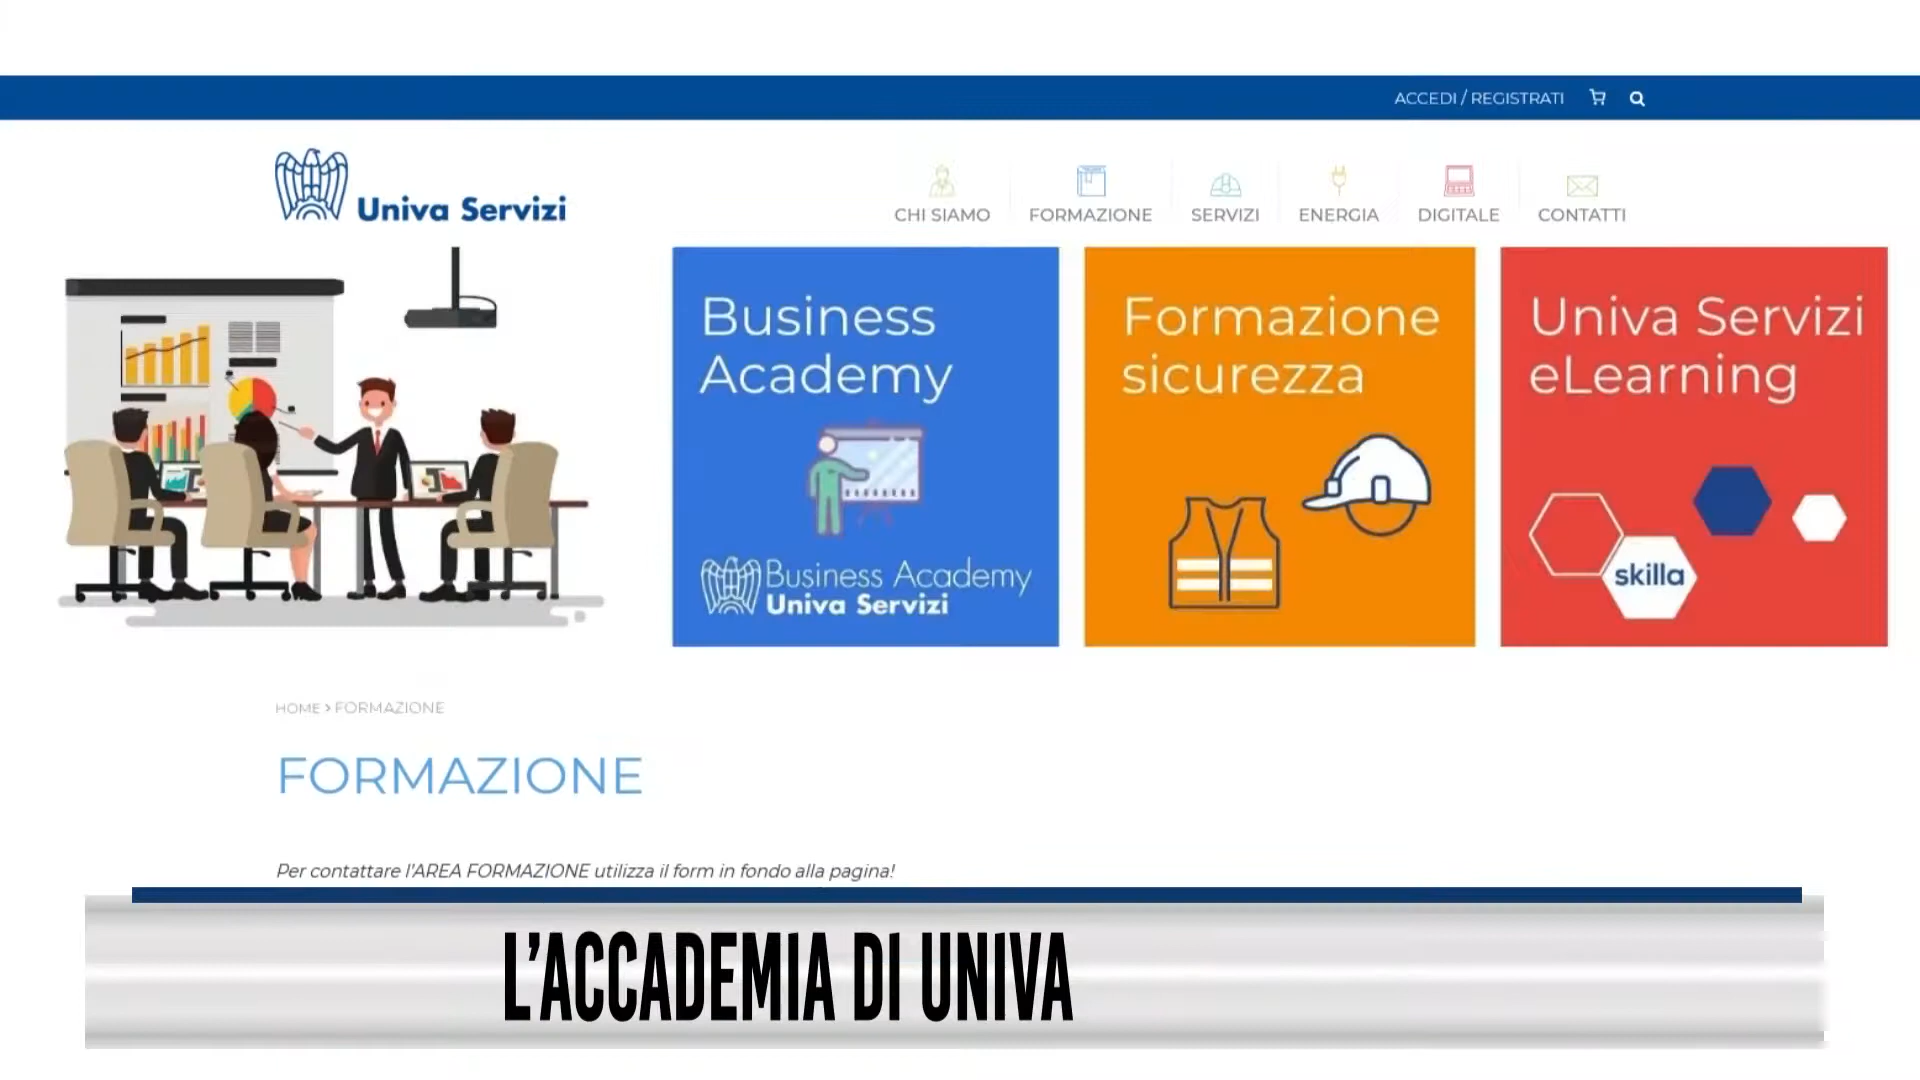 ACCEDI / REGISTRATI
Univa Servizi
CHI SIAMO
FORMAZIONE
SERVIZI
ENERGIA
DIGITALE
CONTATTI
Business
Academy
Business Academy
Univa Servizi
Formazione
sicurezza
Univa Servizi
eLearning
skilla
HOME > FORMAZIONE
FORMAZIONE
Per contattare l'AREA FORMAZIONE utilizza il form in fondo alla pagina!
L'ACCADEMIA DI UNIVA